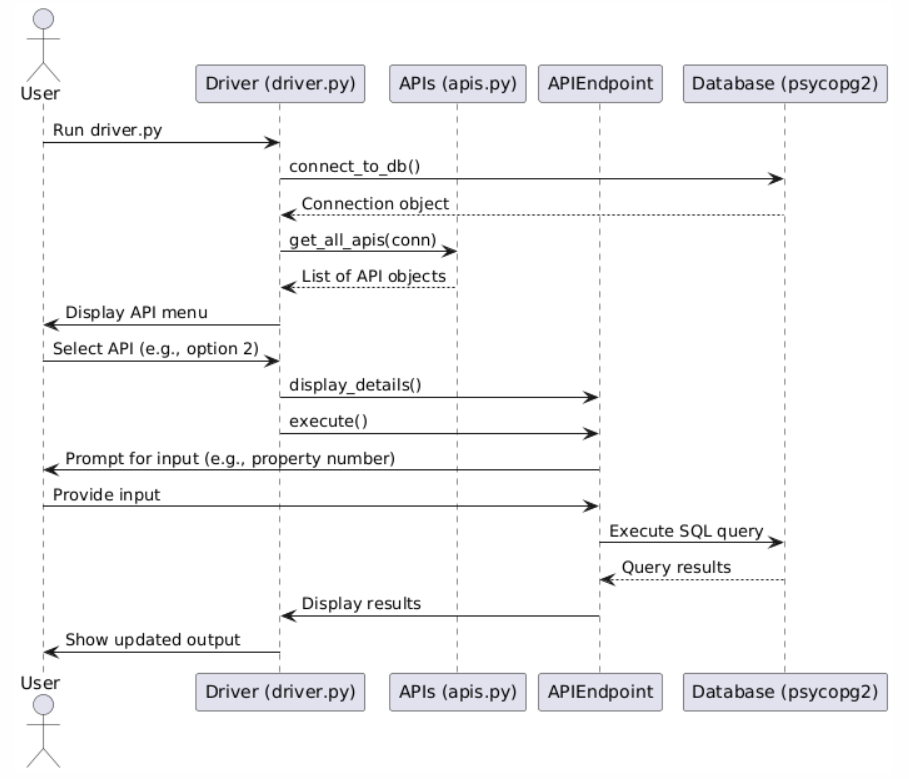 User
Driver (driver.py)
APIs (apis.py)
APIEndpoint
Database (psycopg2)
Run driver.py
connect_to_db()
Connection object
get_all_apis(conn)
List of API objects
Display API menu
Select API (e.g., option 2)
display_details()
execute()
Prompt for input (e.g., property number)
Provide input
Execute SQL query
Query results
Display results
Show updated output
User
Driver (driver.py)
APIs (apis.py)
APIEndpoint
Database (psycopg2)